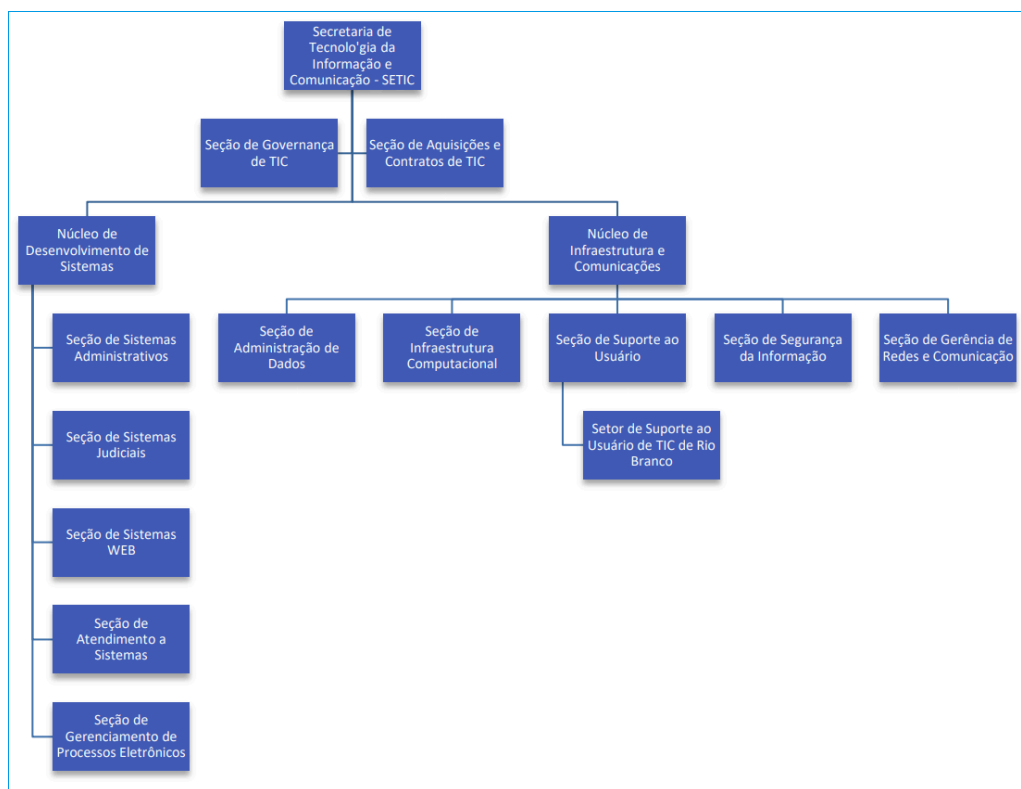 Secretaria de
Tecnolo'gia da
Informação e
Comunicação - SETIC
Seção de Governança
de TIC
Seção de Aquisições e
Contratos de TIC
Núcleo de
Desenvolvimento de
Sistemas
Núcleo de
Infraestrutura e
Comunicações
Seção de Sistemas
Administrativos
Seção de Sistemas
Judiciais
Seção de Sistemas
WEB
Seção de
Atendimento a
Sistemas
Seção de
Gerenciamento de
Processos Eletrônicos
Seção de
Administração de
Dados
Seção de
Infraestrutura
Computacional
Seção de Suporte ao
Usuário
Setor de Suporte ao
Usuário de TIC de Rio
Branco
Seção de Segurança
da Informação
Seção de Gerência de
Redes e Comunicação